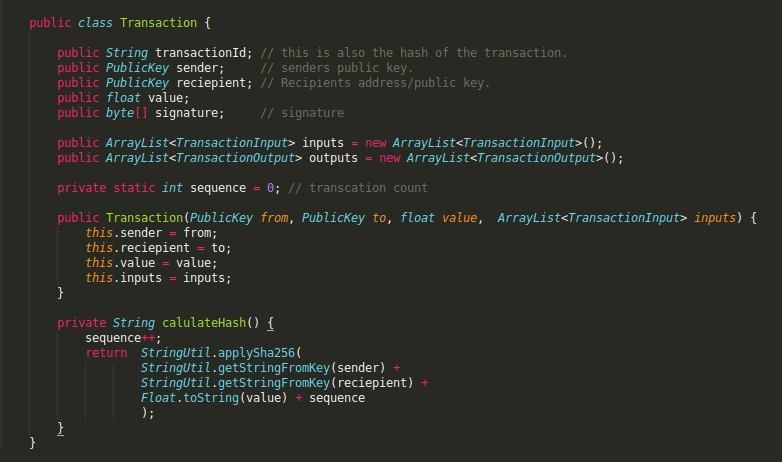 public class Transaction {
public String transactionId; // this is also the hash of the transaction.
public PublicKey sender; // senders public key.
public PublicKey reciepient; // Recipients address/public key.
public float value;
public byte[] signature; // signature
public ArrayList<TransactionInput> inputs = new ArrayList<TransactionInput>();
public ArrayList<TransactionOutput> outputs = new ArrayList<TransactionOutput>();
private static int sequence = 0; // transcation count
public Transaction(PublicKey from, PublicKey to, float value,  ArrayList<TransactionInput> inputs) {
this.sender = from;
this.reciepient = to;
this.value = value;
this.inputs = inputs;
}
private String calulateHash() {
sequence++;
return  StringUtil.applySha256(
StringUtil.getStringFromKey(sender) +
StringUtil.getStringFromKey(reciepient) +
Float.toString(value) + sequence
);
}
}